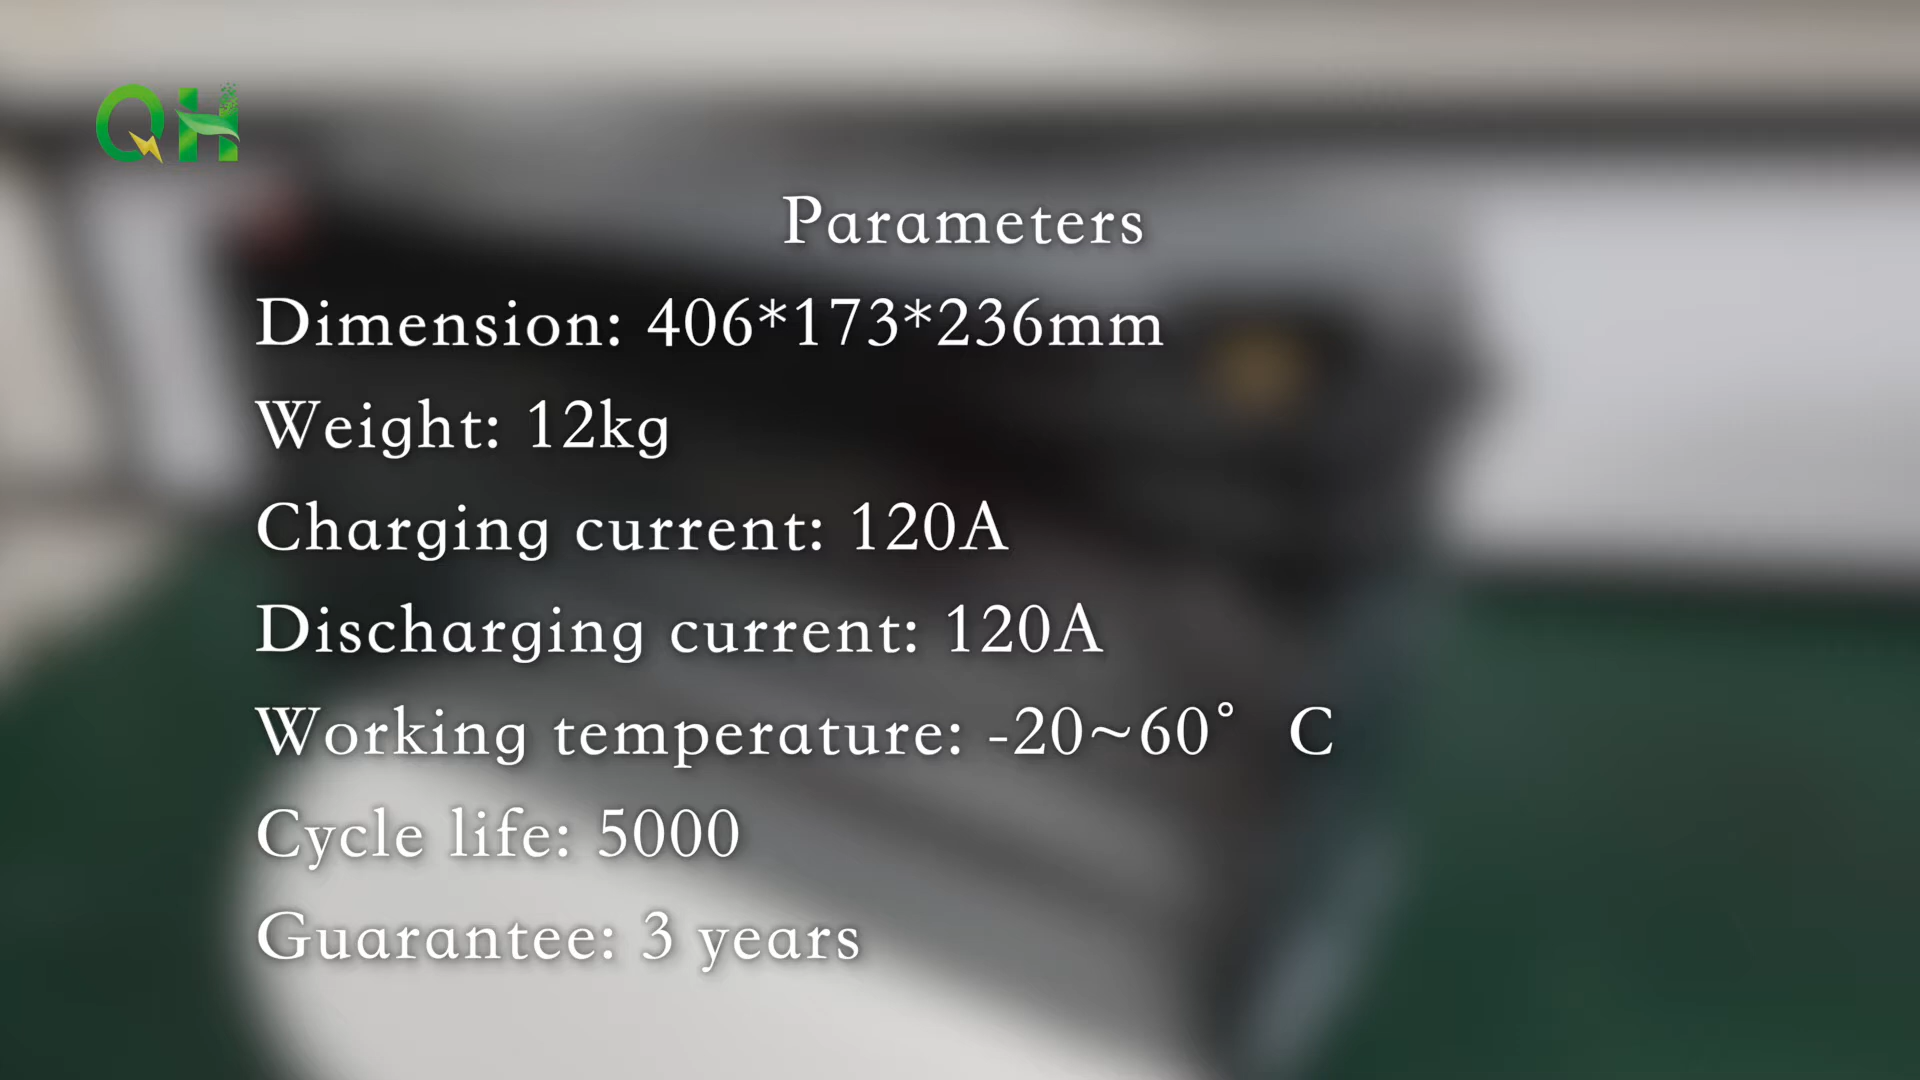 QH
Parameters
Dimension: 406*173*236mm
Weight: 12kg
Charging current: 120A
Discharging current: 120A
Working temperature: -20~60° C
Cycle life: 5000
Guarantee: 3 years